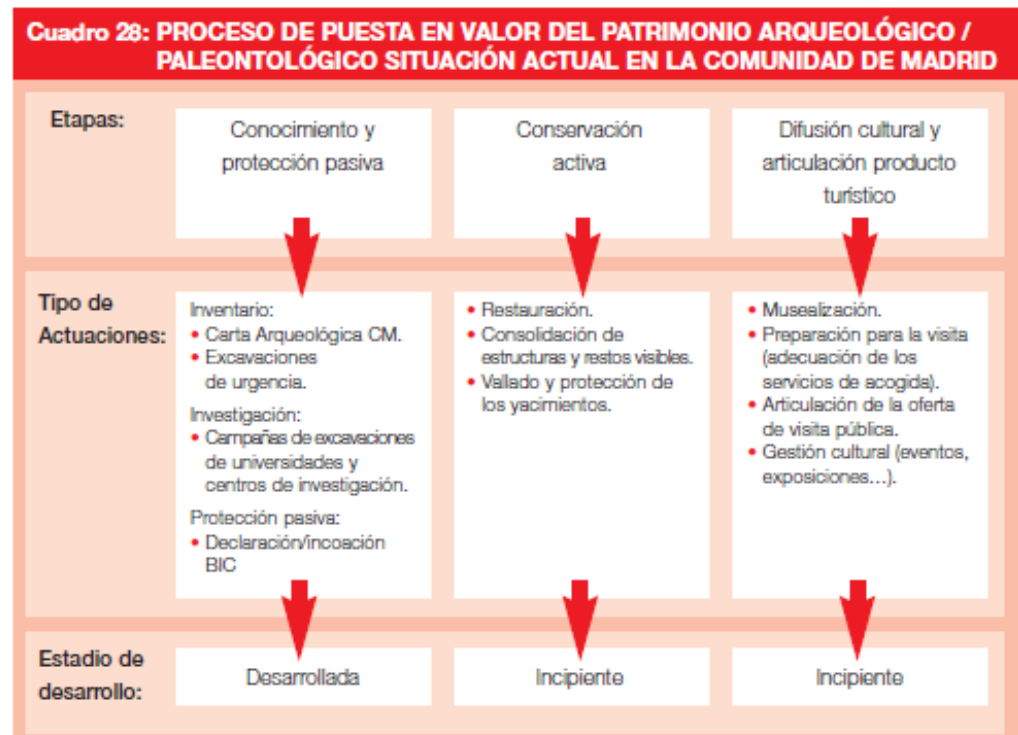 Cuadro 28: PROCESO DE PUESTA EN VALOR DEL PATRIMONIO ARQUEOLÓGICO /
PALEONTOLÓGICO SITUACIÓN ACTUAL EN LA COMUNIDAD DE MADRID
Etapas:
Conocimiento y
protección pasiva
Conservación
activa
Difusión cultural y
articulación producto
turístico
Tipo de
Actuaciones:
Inventario:
• Carta Arqueológica CM.
• Excavaciones
de urgencia.
Investigación:
• Campañas de excavaciones
de universidades y
centros de investigación.
Protección pasiva:
• Declaración/incoación
BIC
• Restauración.
• Consolidación de
estructuras y restos visibles.
• Vallado y protección de
los yacimientos.
• Musealización.
• Preparación para la visita
(adecuación de los
servicios de acogida).
• Articulación de la oferta
de visita pública.
• Gestión cultural (eventos,
exposiciones...).
Estadio de
desarrollo:
Desarrollada
Incipiente
Incipiente